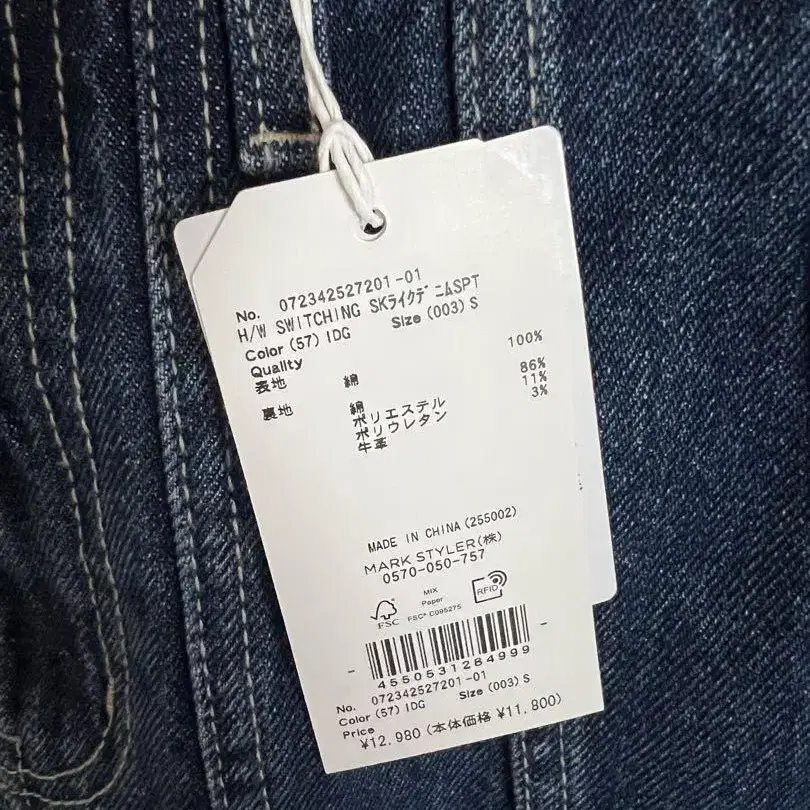 No. 072342527201-01
H/W SWITCHING SKライクデニムSPT
Color (57) IDG Size (003) S
Quality
表地 綿 100%
裏地 綿 86%
ポリエステル 11%
ポリウレタン 3%
牛革
MADE IN CHINA (255002)
MARK STYLER(株)
0570-050-757
FSC MIX
Paper
FSC® C095275
RFID
4550531284999
No. 072342527201-01
Color (57) IDG Size (003) S
Price
¥12,980 (本体価格 ¥11,800)